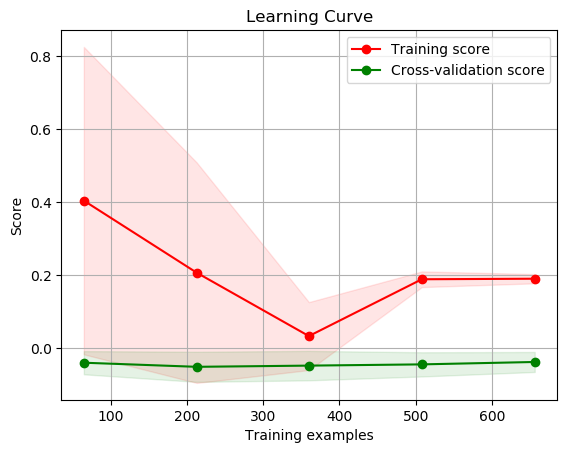 Learning Curve
Training score
Cross-validation score
Score
0.8
0.6
0.4
0.2
0.0
100
200
300
400
500
600
Training examples